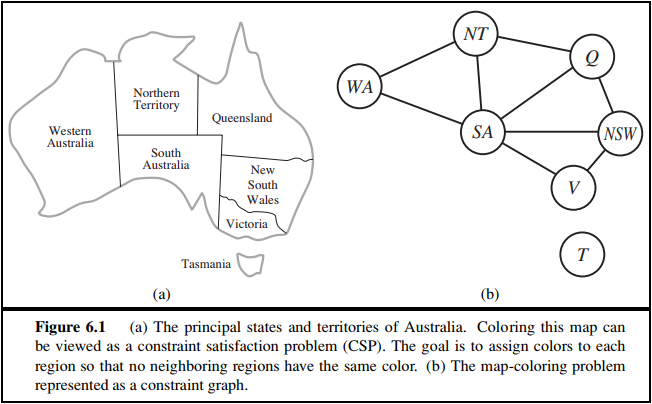 Western
Australia
Northern
Territory
Queensland
South
Australia
New
South
Wales
Victoria
Tasmania
(a)
NT
Q
WA
SA
NSW
V
T
(b)
Figure 6.1 (a) The principal states and territories of Australia. Coloring this map can
be viewed as a constraint satisfaction problem (CSP). The goal is to assign colors to each
region so that no neighboring regions have the same color. (b) The map-coloring problem
represented as a constraint graph.